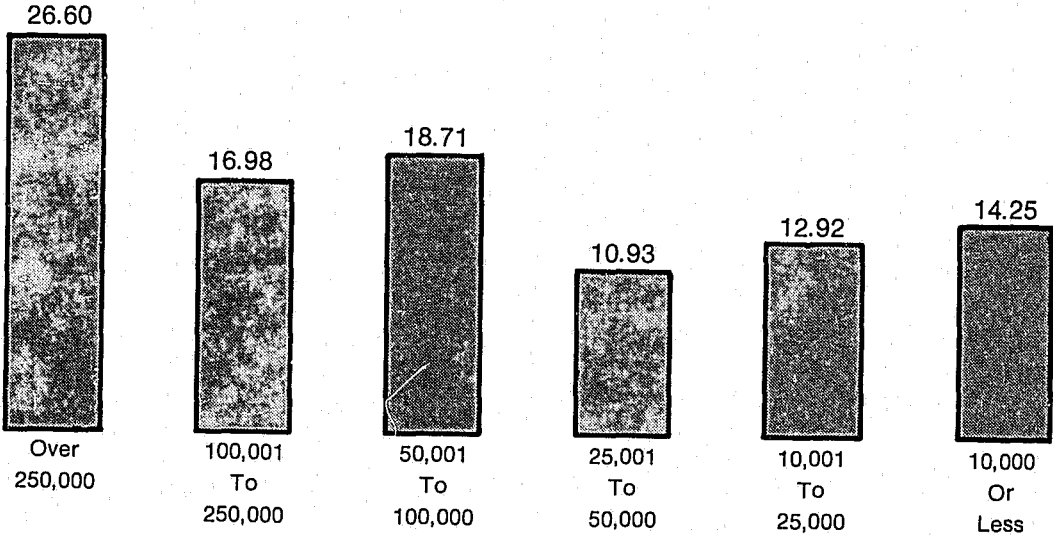 26.60
16.98
18.71
10.93
12.92
14.25
Over
250,000
100,001
To
250,000
50,001
To
100,000
25,001
To
50,000
10,001
To
25,000
10,000
Or
Less